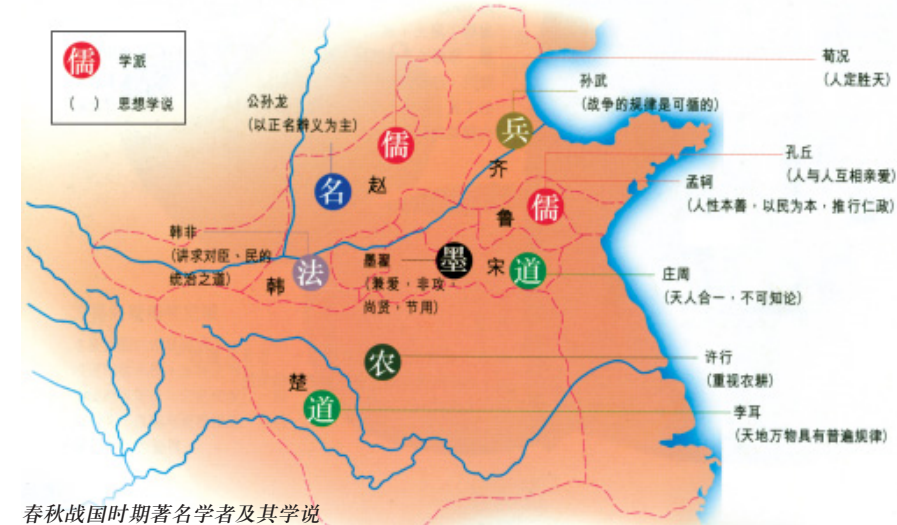 儒 学派
( ) 思想学说
荀况
(人定胜天)
孙武
(战争的规律是可循的)
公孙龙
(以正名辨义为主)
兵
儒
孔丘
(人与人互相亲爱)
齐
名
赵
孟轲
(人性本善，以民为本，推行仁政)
儒
鲁
韩非
(讲求对臣、民的
统治之道)
法
韩
墨翟
(兼爱，非攻，
尚贤，节用)
墨
宋
道
庄周
(天人合一，不可知论)
农
许行
(重视农耕)
楚
道
李耳
(天地万物具有普遍规律)
春秋战国时期著名学者及其学说